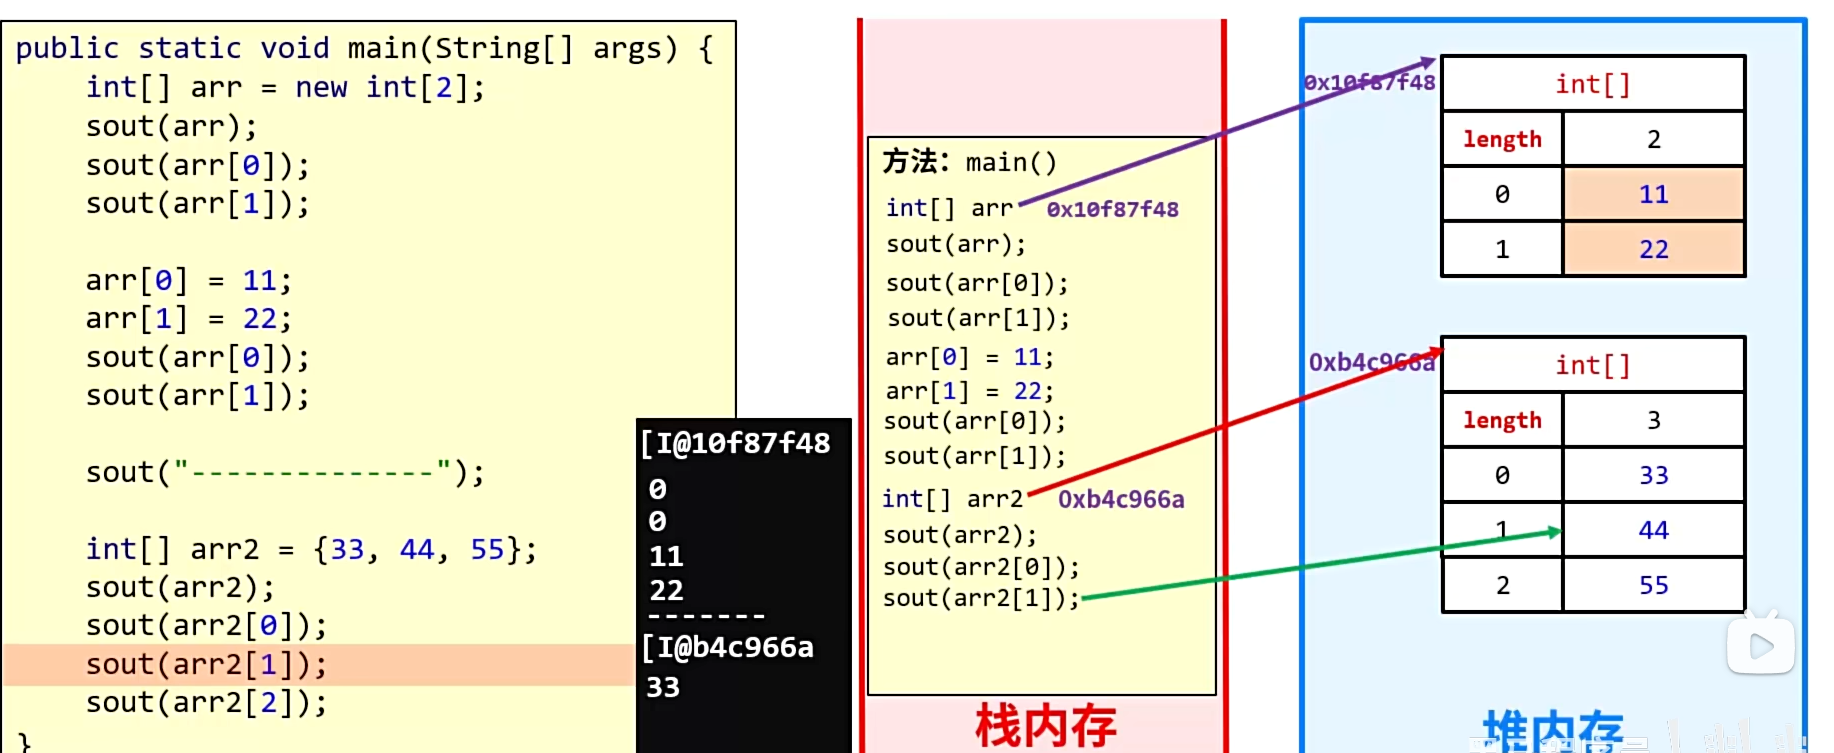 public static void main(String[] args) {
int[] arr = new int[2];
sout(arr);
sout(arr[0]);
sout(arr[1]);
arr[0] = 11;
arr[1] = 22;
sout(arr[0]);
sout(arr[1]);
sout("--------------");
int[] arr2 = {33, 44, 55};
sout(arr2);
sout(arr2[0]);
sout(arr2[1]);
sout(arr2[2]);
}
[I@10f87f48
0
0
11
22
-------
[I@b4c966a
33
方法：main()
int[] arr 0x10f87f48
sout(arr);
sout(arr[0]);
sout(arr[1]);
arr[0] = 11;
arr[1] = 22;
sout(arr[0]);
sout(arr[1]);
int[] arr2 0xb4c966a
sout(arr2);
sout(arr2[0]);
sout(arr2[1]);
栈内存
0x10f87f48
int[]
length 2
0 11
1 22
0xb4c966a
int[]
length 3
0 33
1 44
2 55
堆内存